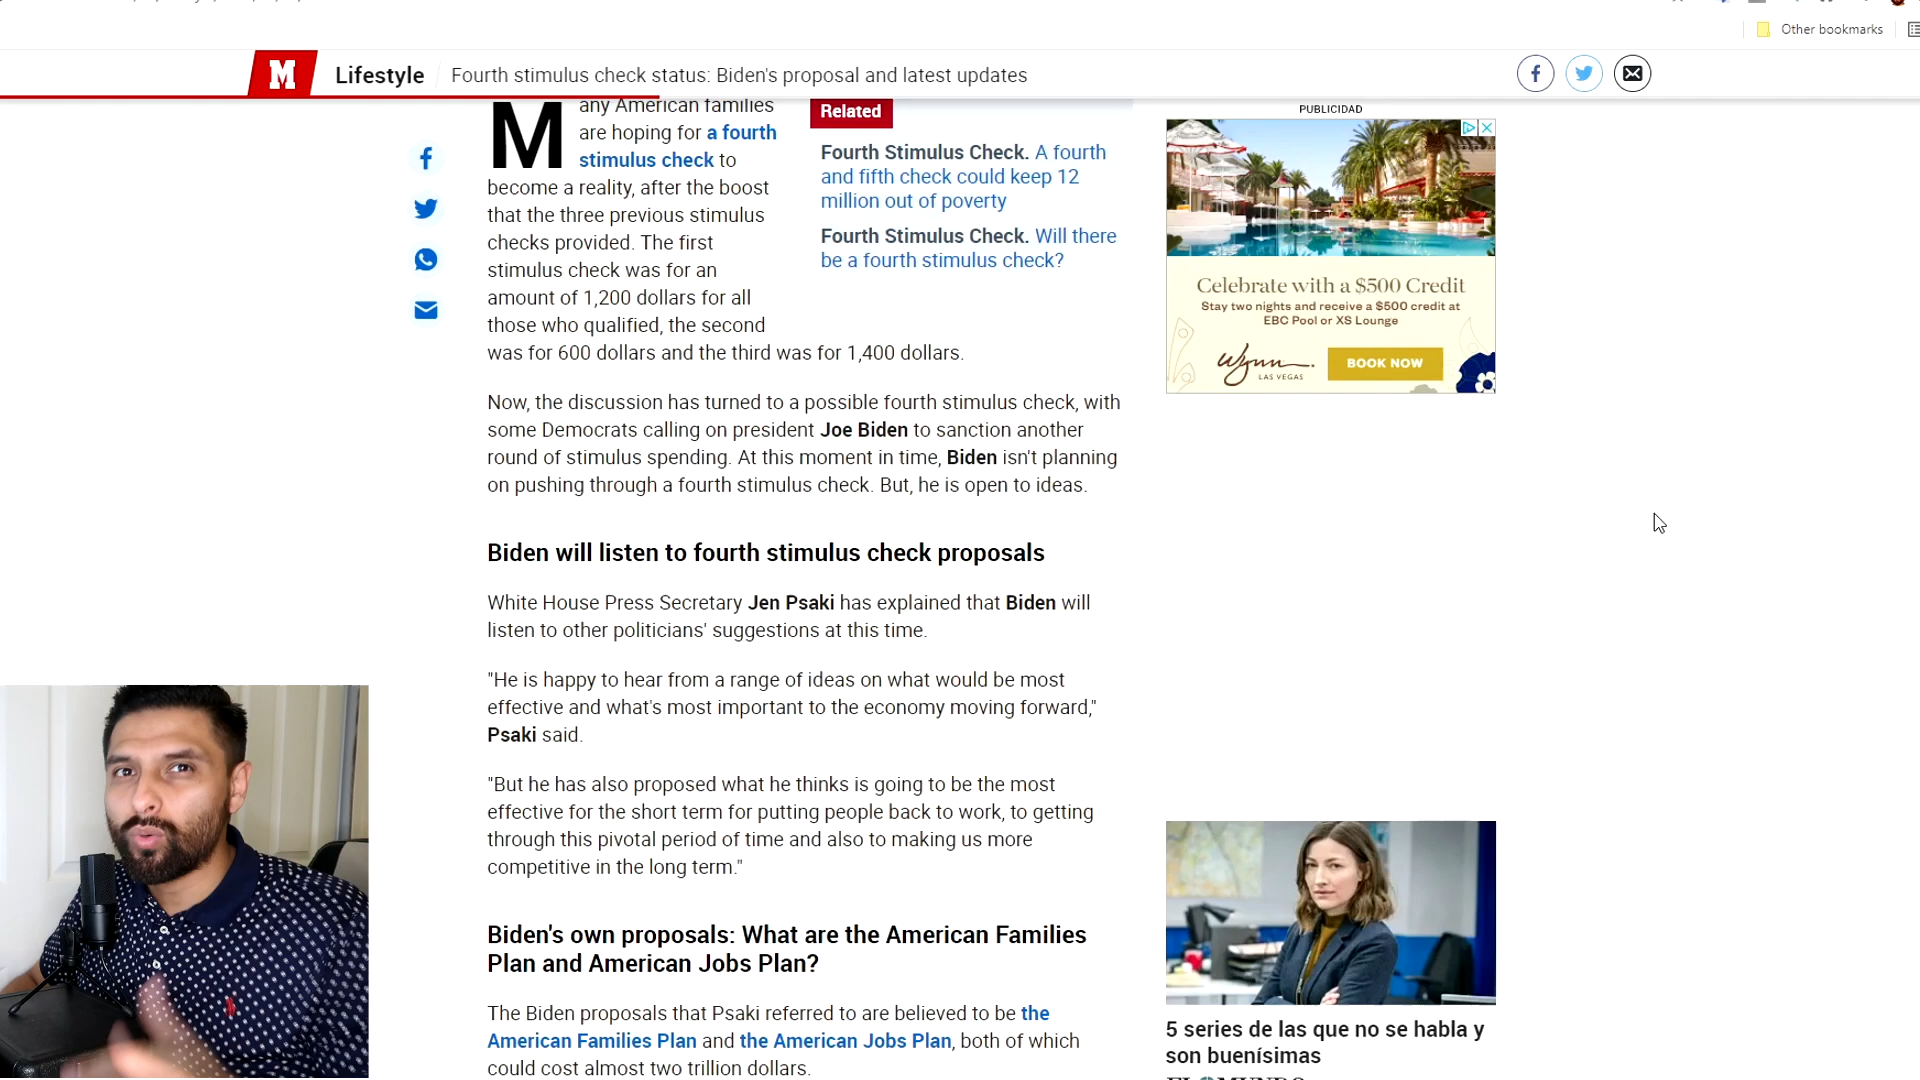 Other bookmarks
M
Lifestyle
Fourth stimulus check status: Biden's proposal and latest updates
Many American families
are hoping for a fourth
stimulus check to
become a reality, after the boost
that the three previous stimulus
checks provided. The first
stimulus check was for an
amount of 1,200 dollars for all
those who qualified, the second
was for 600 dollars and the third was for 1,400 dollars.
Related
Fourth Stimulus Check. A fourth
and fifth check could keep 12
million out of poverty
Fourth Stimulus Check. Will there
be a fourth stimulus check?
Now, the discussion has turned to a possible fourth stimulus check, with
some Democrats calling on president Joe Biden to sanction another
round of stimulus spending. At this moment in time, Biden isn't planning
on pushing through a fourth stimulus check. But, he is open to ideas.
Biden will listen to fourth stimulus check proposals
White House Press Secretary Jen Psaki has explained that Biden will
listen to other politicians' suggestions at this time.
"He is happy to hear from a range of ideas on what would be most
effective and what's most important to the economy moving forward,"
Psaki said.
"But he has also proposed what he thinks is going to be the most
effective for the short term for putting people back to work, to getting
through this pivotal period of time and also to making us more
competitive in the long term."
Biden's own proposals: What are the American Families
Plan and American Jobs Plan?
The Biden proposals that Psaki referred to are believed to be the
American Families Plan and the American Jobs Plan, both of which
could cost almost two trillion dollars.
PUBLICIDAD
Celebrate with a $500 Credit
Stay two nights and receive a $500 credit at
EBC Pool or XS Lounge
Wynn
LAS VEGAS
BOOK NOW
5 series de las que no se habla y
son buenísimas
EL MUNDO